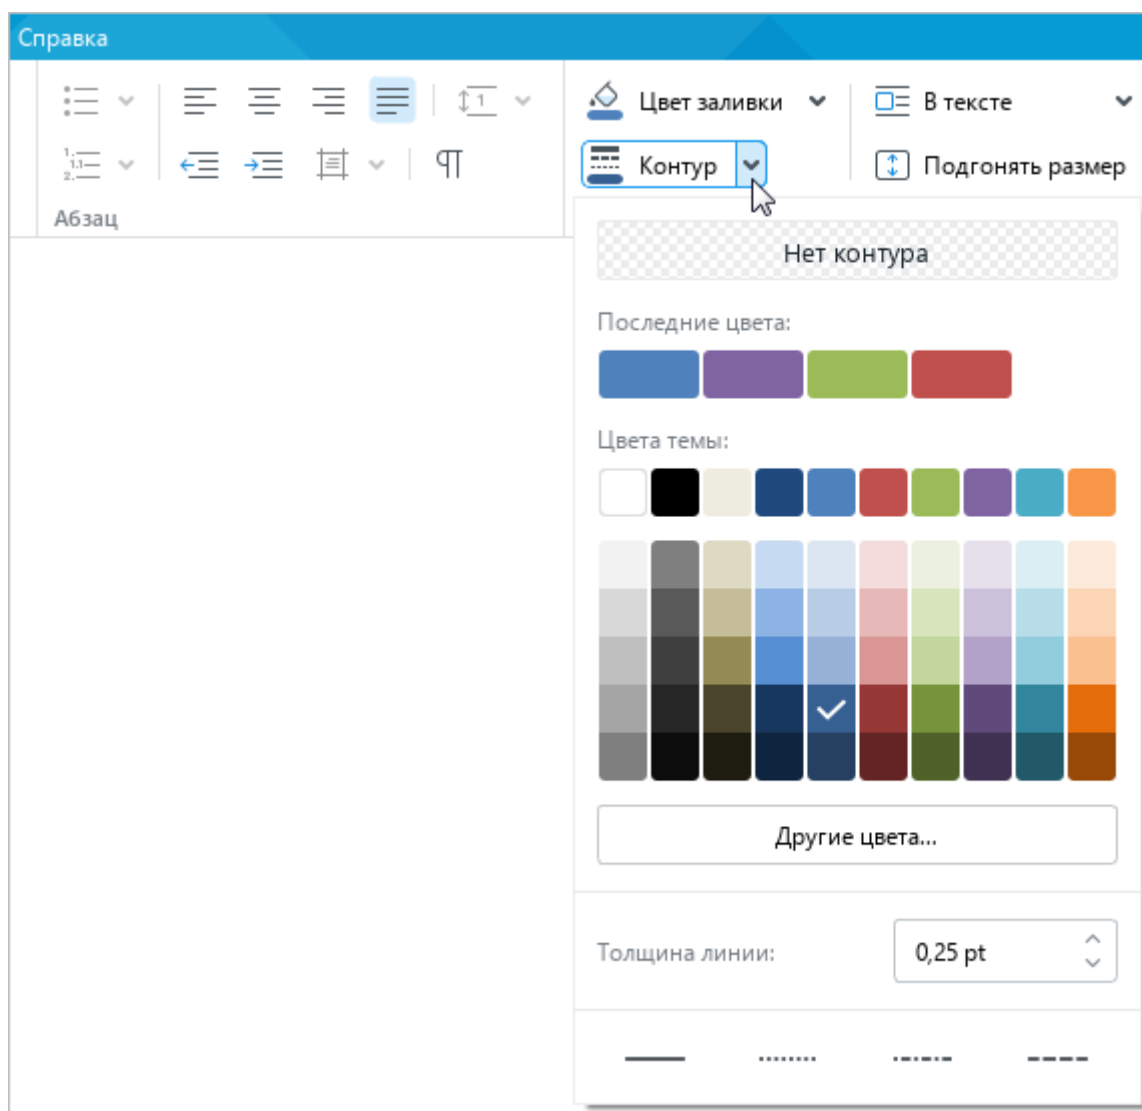 Справка
Цвет заливки
В тексте
Контур
Подгонять размер
Абзац
Нет контура
Последние цвета:
Цвета темы:
Другие цвета...
Толщина линии:
0,25 pt